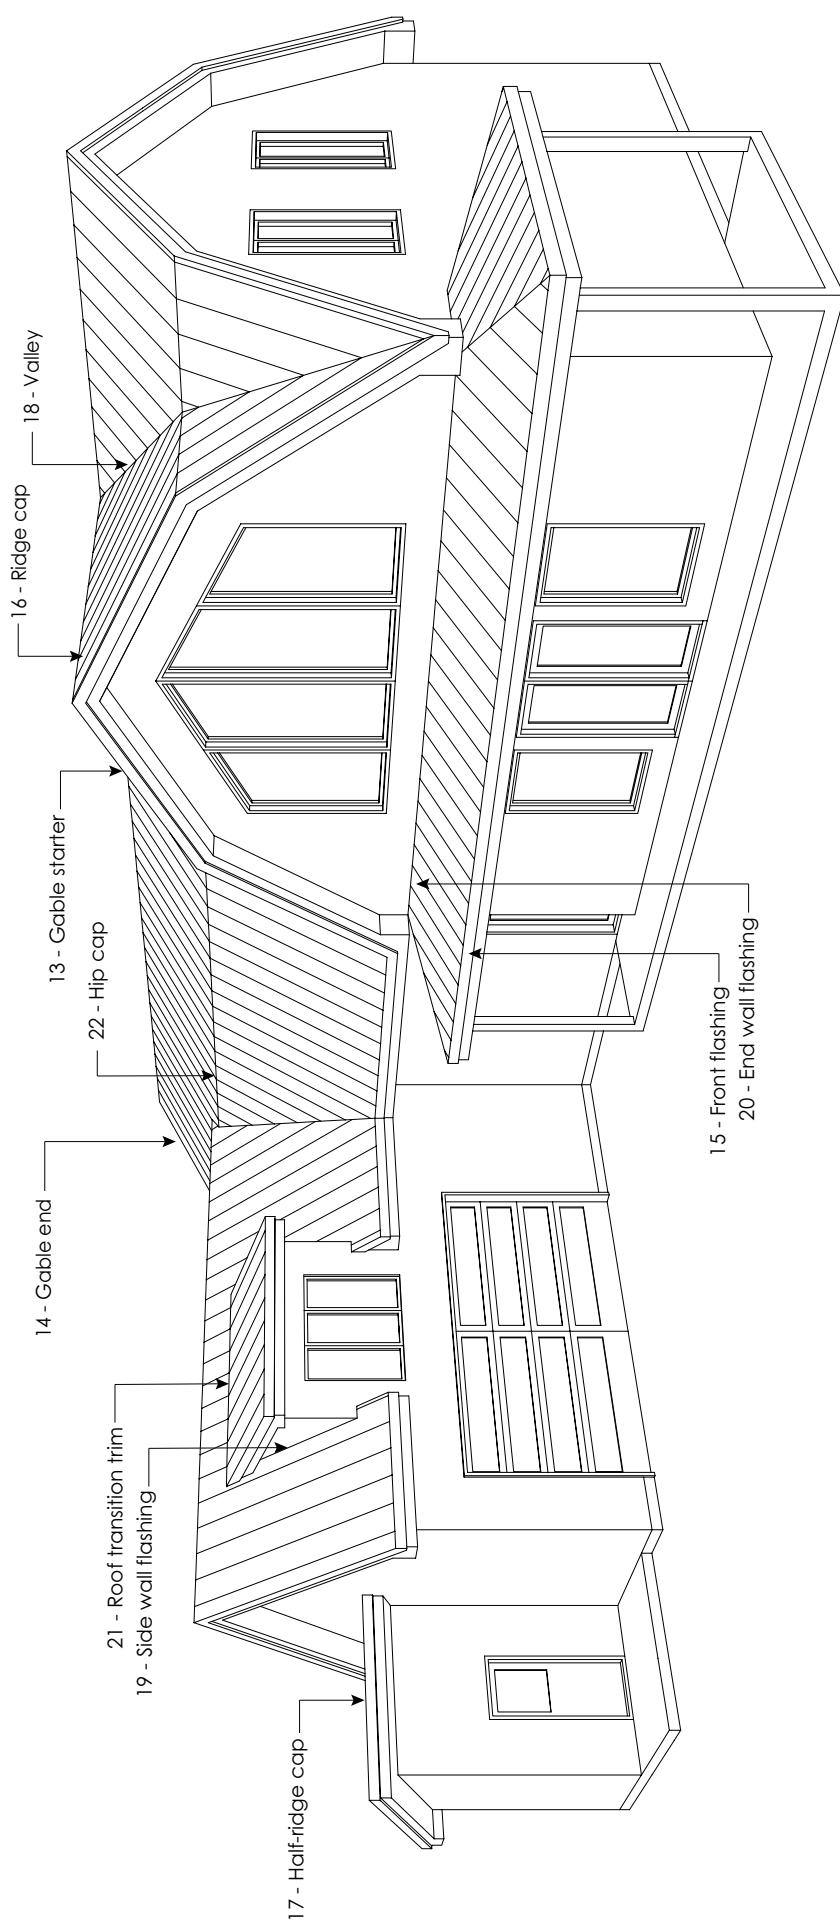 17 - Half-ridge cap
21 - Roof transition trim
19 - Side wall flashing
14 - Gable end
22 - Hip cap
13 - Gable starter
16 - Ridge cap
18 - Valley
15 - Front flashing
20 - End wall flashing